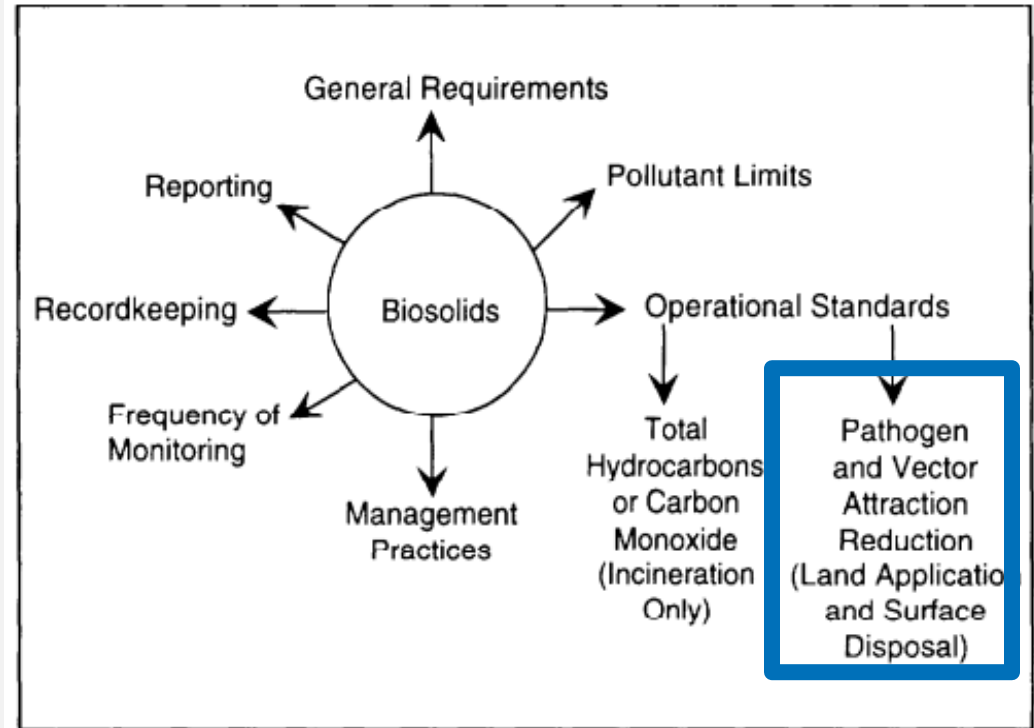 General Requirements
Pollutant Limits
Reporting
Recordkeeping
Biosolids
Operational Standards
Frequency of
Monitoring
Management
Practices
Total
Hydrocarbons
or Carbon
Monoxide
(Incineration
Only)
Pathogen
and Vector
Attraction
Reduction
(Land Application
and Surface
Disposal)